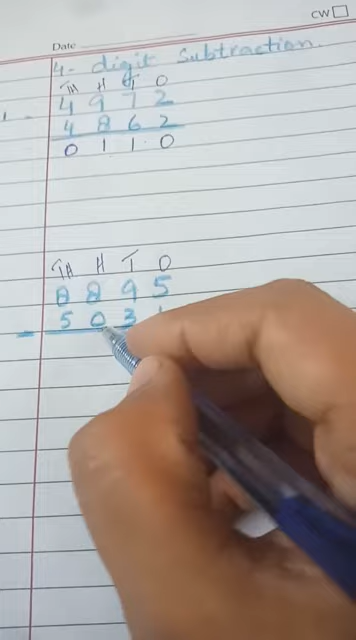 CW
Date
4- digit Subtraction.
TH H T O
4 9 7 2
4 8 6 2
0 1 1 0
TH H T O
8 8 9 5
- 5 0 3